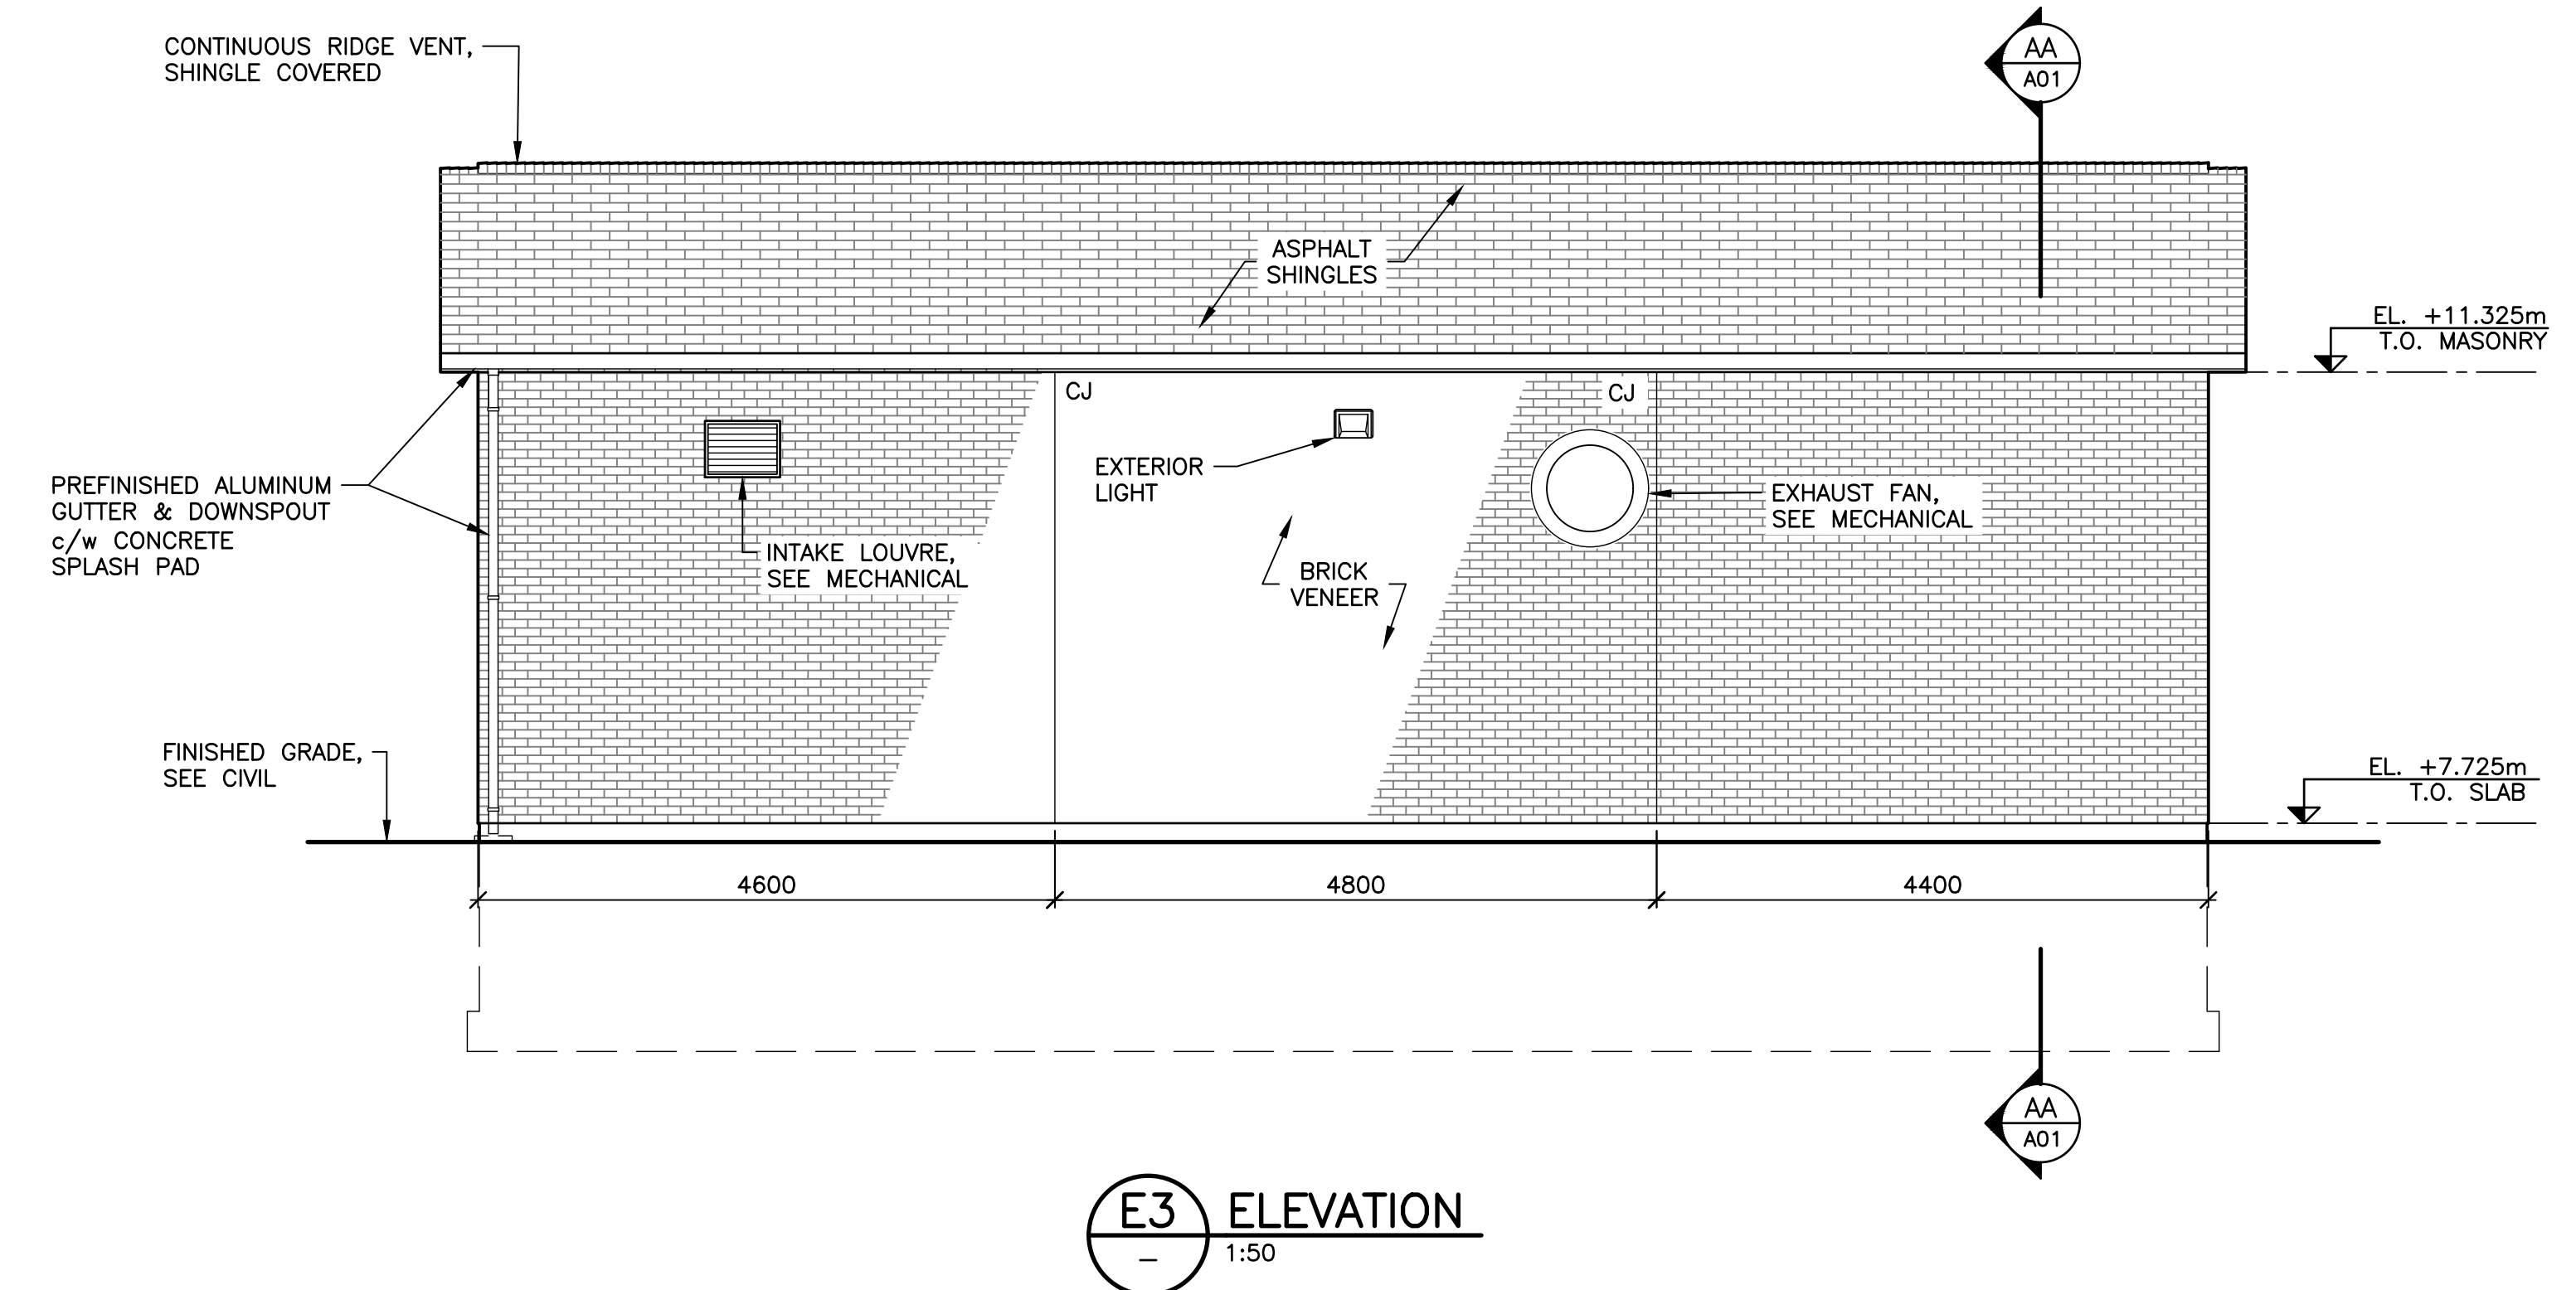 CONTINUOUS RIDGE VENT,
SHINGLE COVERED
AA
A01
ASPHALT
SHINGLES
EL. +11.325m
T.O. MASONRY
CJ
CJ
EXTERIOR
LIGHT
PREFINISHED ALUMINUM
GUTTER & DOWNSPOUT
c/w CONCRETE
SPLASH PAD
EXHAUST FAN,
SEE MECHANICAL
INTAKE LOUVRE,
SEE MECHANICAL
BRICK
VENEER
FINISHED GRADE,
SEE CIVIL
EL. +7.725m
T.O. SLAB
4600
4800
4400
AA
A01
E3
–
ELEVATION
1:50